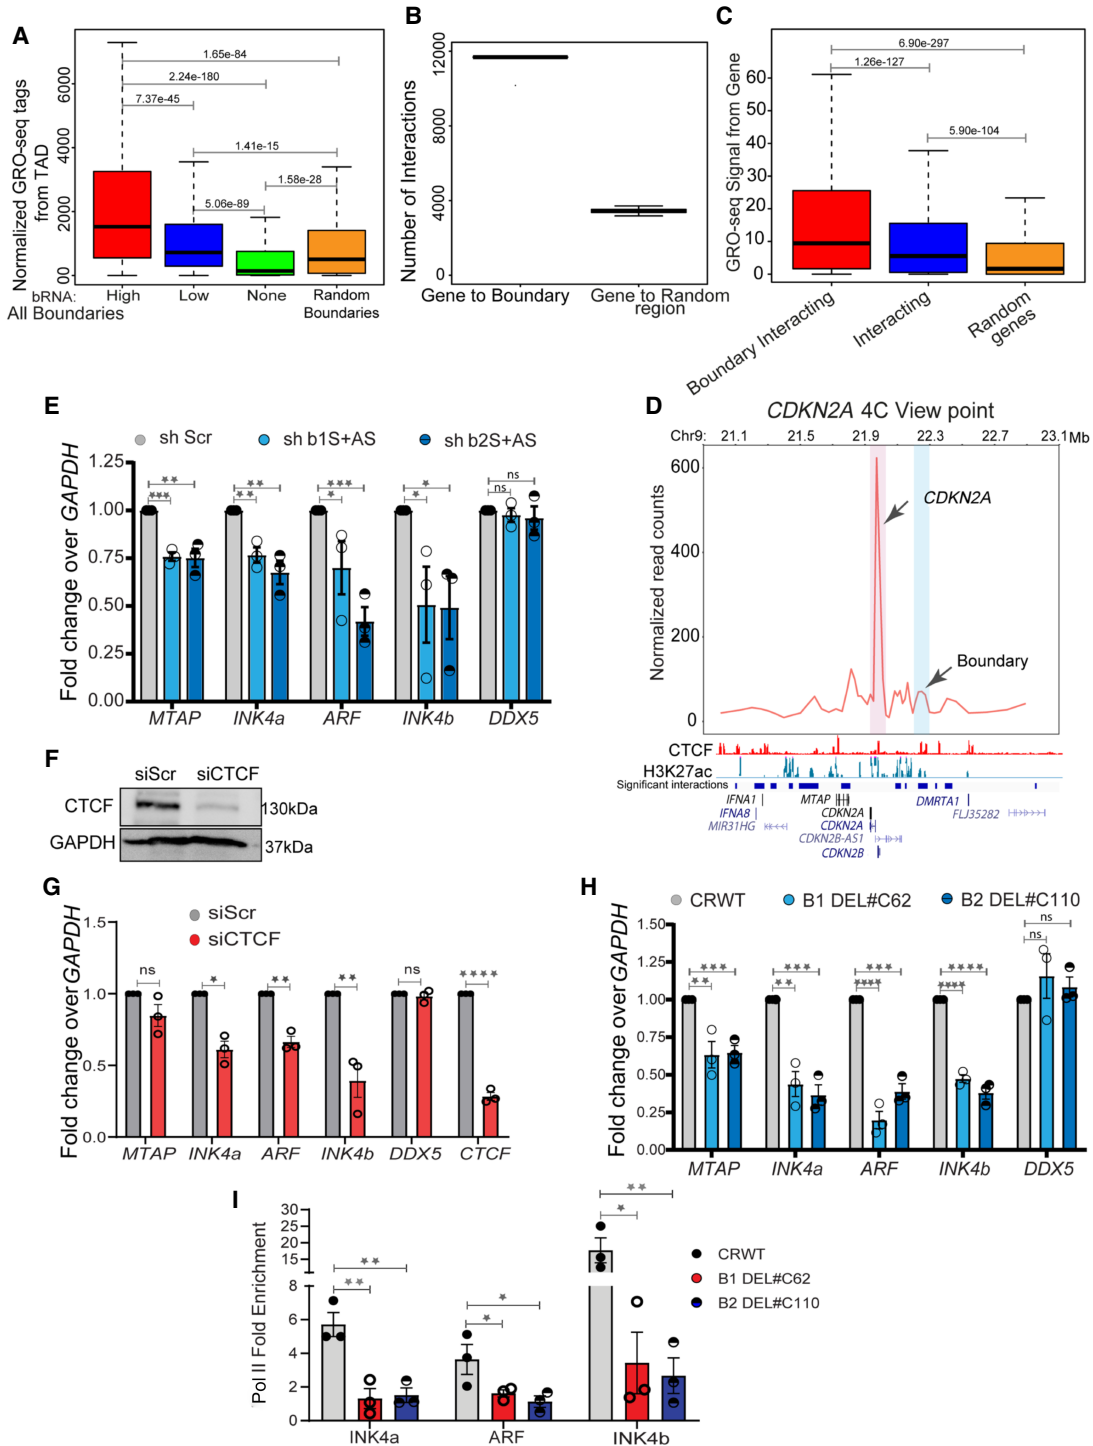 A
Normalized GRO-seq tags
from TAD
6000
4000
2000
00
1.65e-84
2.24e-180
7.37e-45
1.41e-15
1.58e-28
5.06e-89
bRNA: High Low None Random
All Boundaries Boundaries
B
Number of Interactions
12000
8000
4000
0
Gene to Boundary Gene to Random
region
C
GRO-seq Signal from Gene
60
50
40
30
20
10
0
6.90e-297
1.26e-127
5.90e-104
Boundary Interacting
Interacting
Random
genes
E
sh Scr sh b1S+AS sh b2S+AS
Fold change over GAPDH
1.25
1.00
0.75
0.50
0.25
0.00
ns
ns
MTAP INK4a ARF INK4b DDX5
D
CDKN2A 4C View point
Chr9: 21.1 21.5 21.9 22.3 22.7 23.1 Mb
Normalized read counts
600
400
200
0
CDKN2A
Boundary
CTCF
H3K27ac
Significant interactions
IFNA1 MTAP DMRTA1
IFNA8 CDKN2A FLJ35282
MIR31HG CDKN2A
CDKN2B-AS1
CDKN2B
F
siScr siCTCF
CTCF 130kDa
GAPDH 37kDa
G
siScr
siCTCF
Fold change over GAPDH
1.5
1.0
0.5
0.0
ns
ns
MTAP INK4a ARF INK4b DDX5 CTCF
H
CRWT B1 DEL#C62 B2 DEL#C110
Fold change over GAPDH
1.50
1.25
1.00
0.75
0.50
0.25
0.00
ns
ns
MTAP INK4a ARF INK4b DDX5
I
Pol II Fold Enrichment
30
25
20
15
8
6
4
2
0
CRWT
B1 DEL#C62
B2 DEL#C110
INK4a ARF INK4b